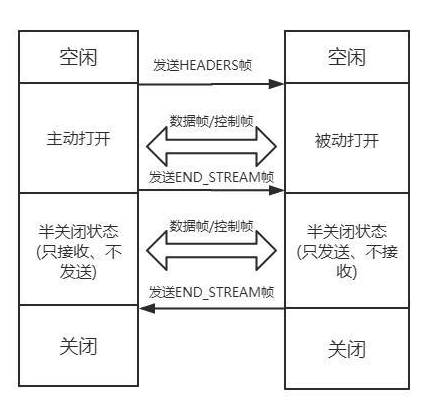 空闲
空闲
发送HEADERS帧
主动打开
数据帧/控制帧
被动打开
发送END_STREAM帧
半关闭状态
(只接收、不
发送)
数据帧/控制帧
半关闭状态
(只发送、不接
收)
发送END_STREAM帧
关闭
关闭